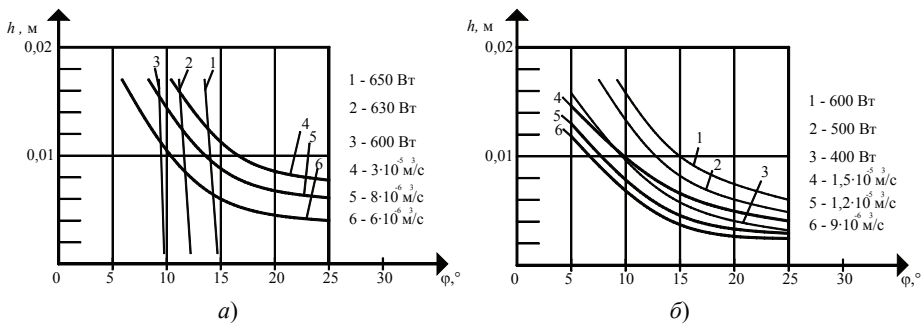 h , м
0,02
0,01
0
5
10
15
20
25
30
φ,°
3
2
1
4
5
6
1 - 650 Вт
2 - 630 Вт
3 - 600 Вт
4 - 3·10⁻⁵ м³/с
5 - 8·10⁻⁶ м³/с
6 - 6·10⁻⁶ м³/с
а)
h , м
0,02
0,01
0
5
10
15
20
25
30
φ,°
4
5
6
1
2
3
1 - 600 Вт
2 - 500 Вт
3 - 400 Вт
4 - 1,5·10⁻⁵ м³/с
5 - 1,2·10⁻⁵ м³/с
6 - 9·10⁻⁶ м³/с
б)